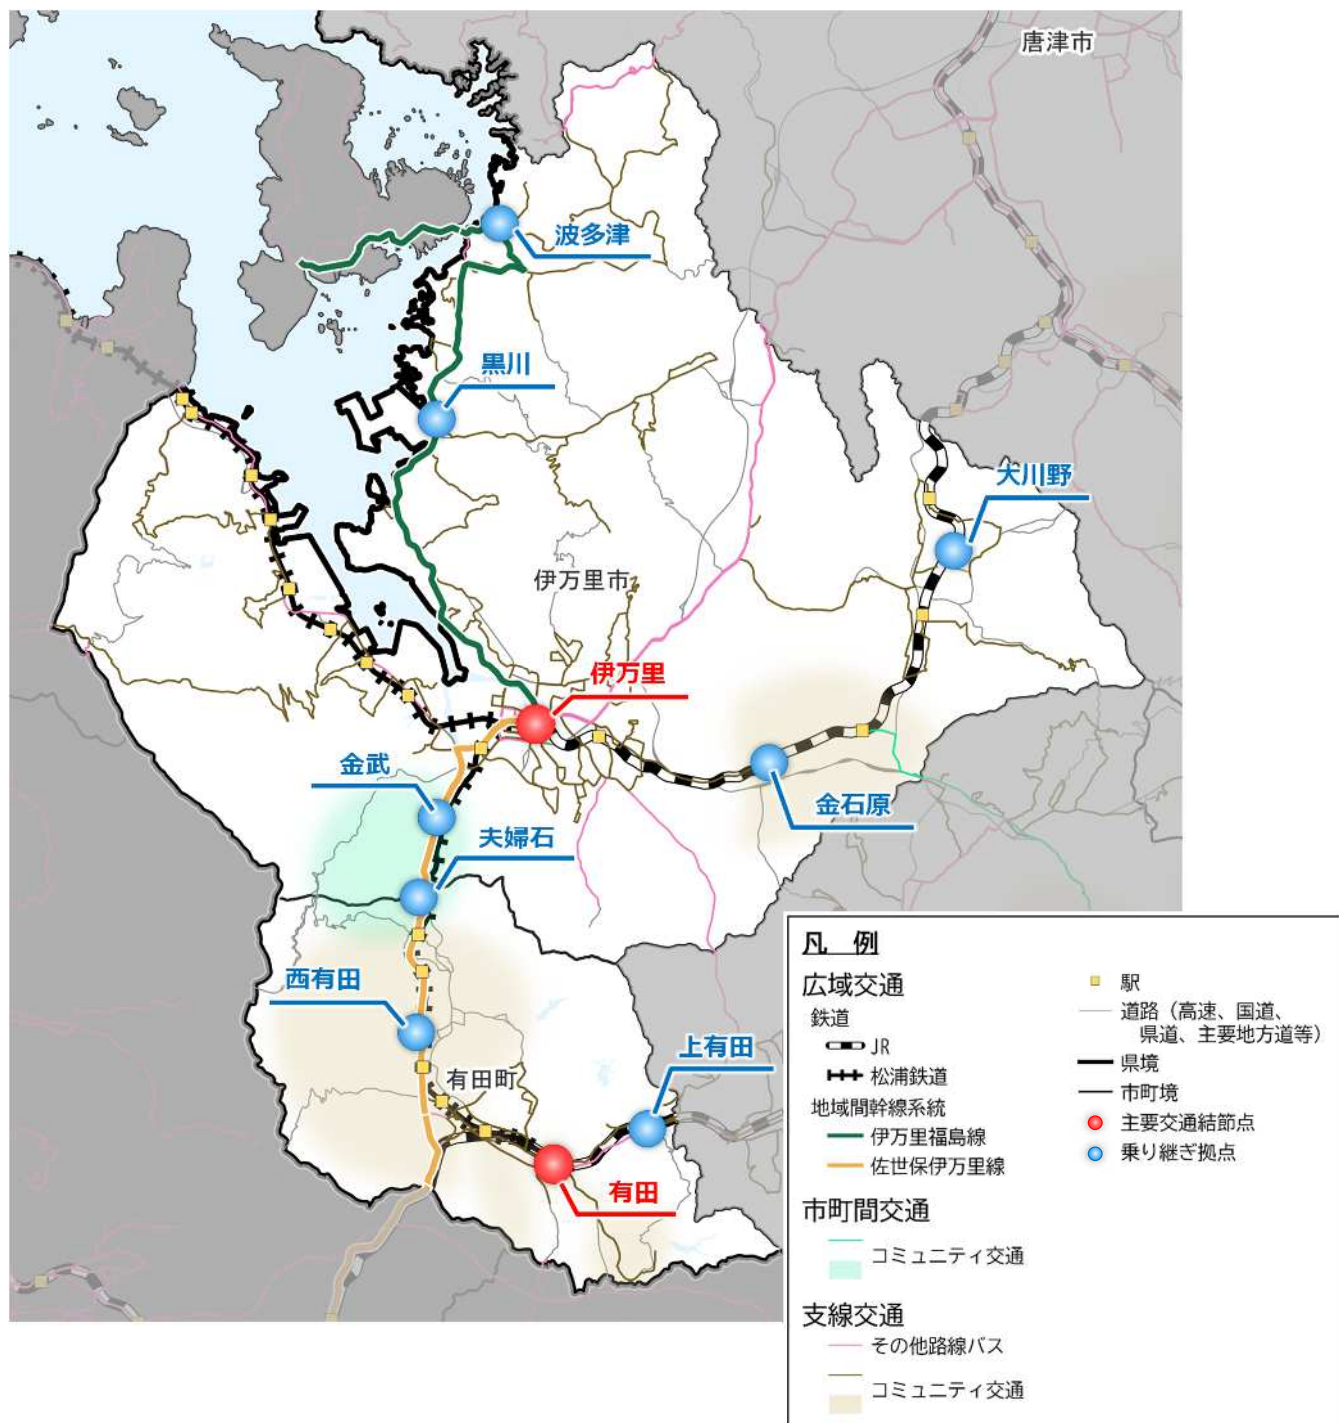 唐津市
波多津
黒川
大川野
伊万里市
伊万里
金武
金石原
夫婦石
西有田
上有田
有田町
有田
凡 例
広域交通
鉄道
JR
松浦鉄道
地域間幹線系統
伊万里福島線
佐世保伊万里線
市町間交通
コミュニティ交通
支線交通
その他路線バス
コミュニティ交通
駅
道路（高速、国道、
県道、主要地方道等）
県境
市町境
主要交通結節点
乗り継ぎ拠点